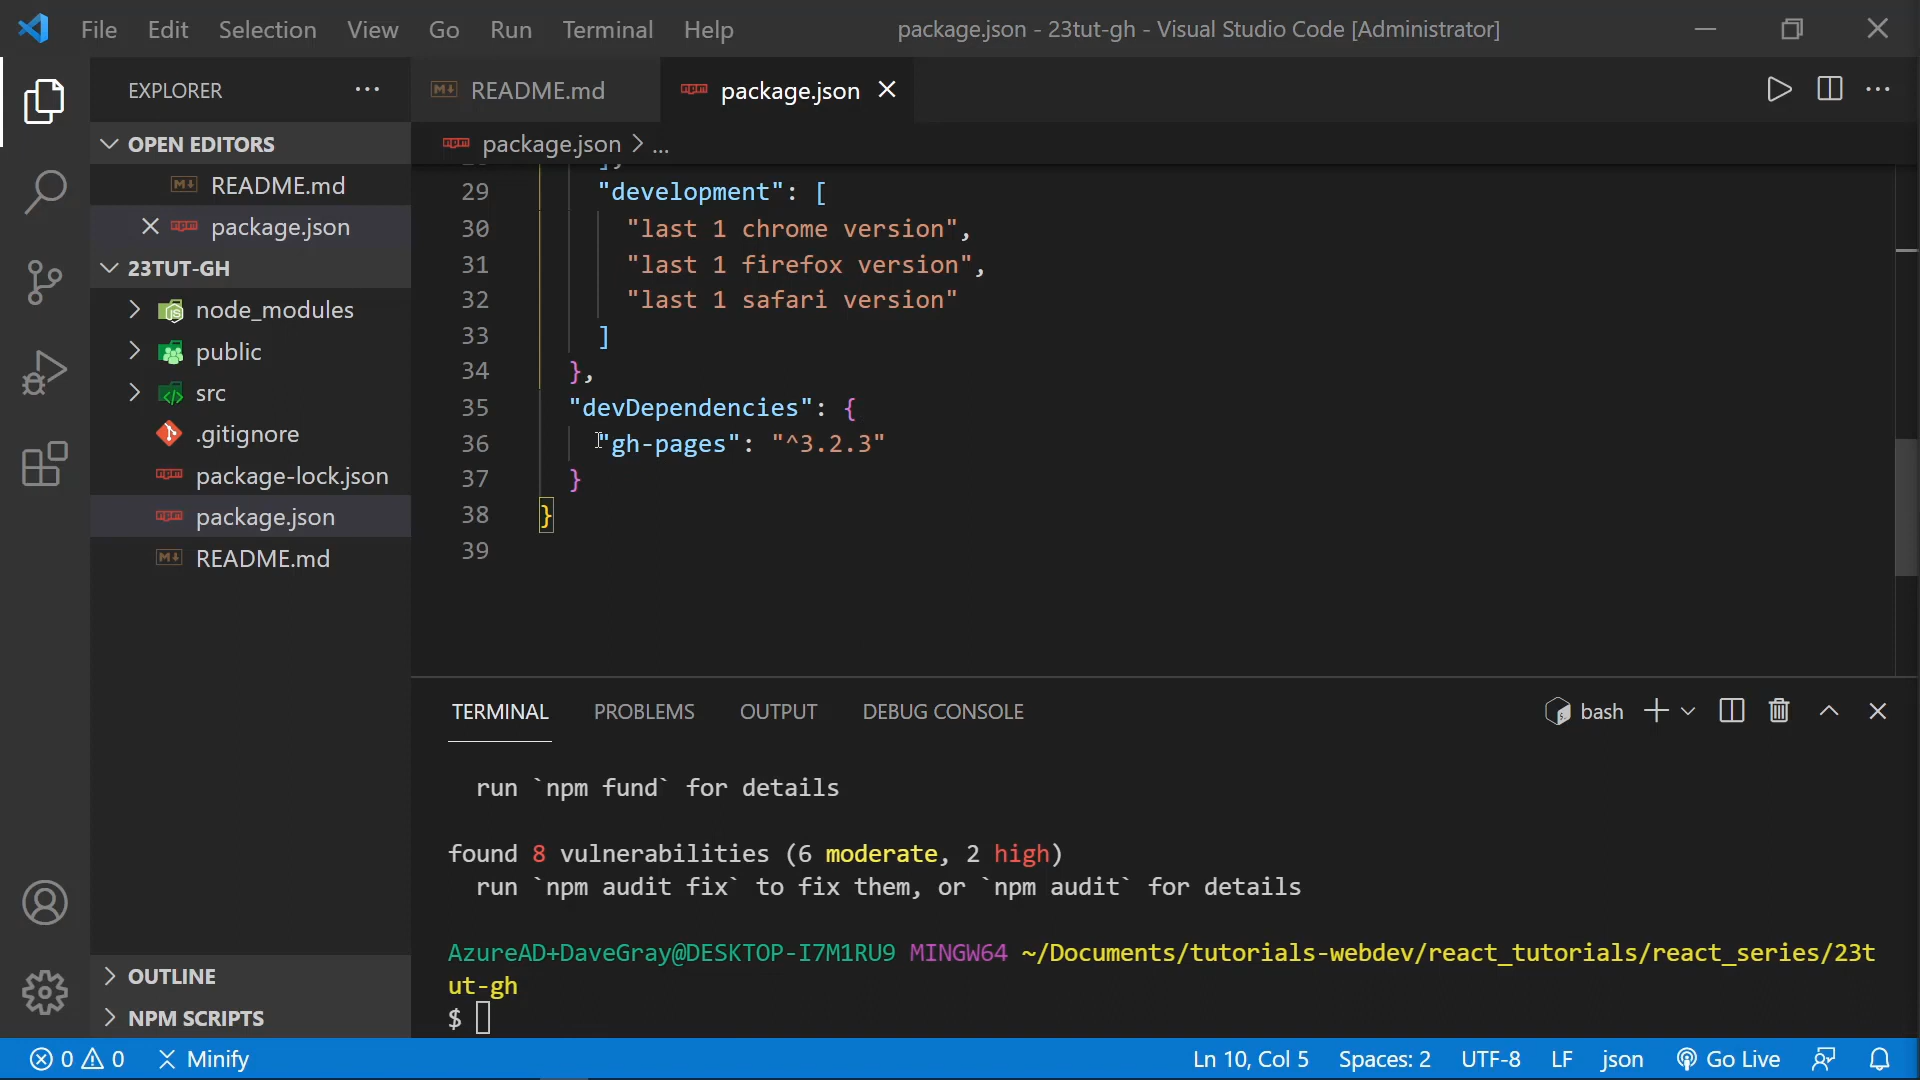 File Edit Selection View Go Run Terminal Help
package.json - 23tut-gh - Visual Studio Code [Administrator]
EXPLORER
OPEN EDITORS
README.md
package.json
23TUT-GH
node_modules
public
src
.gitignore
package-lock.json
package.json
README.md
OUTLINE
NPM SCRIPTS
README.md
package.json
package.json > ...
29 "development": [
30 "last 1 chrome version",
31 "last 1 firefox version",
32 "last 1 safari version"
33 ]
34 },
35 "devDependencies": {
36 "gh-pages": "^3.2.3"
37 }
38 }
39
TERMINAL PROBLEMS OUTPUT DEBUG CONSOLE
bash
run `npm fund` for details
found 8 vulnerabilities (6 moderate, 2 high)
run `npm audit fix` to fix them, or `npm audit` for details
AzureAD+DaveGray@DESKTOP-I7M1RU9 MINGW64 ~/Documents/tutorials-webdev/react_tutorials/react_series/23t
ut-gh
$
0 0 Minify
Ln 10, Col 5 Spaces: 2 UTF-8 LF json Go Live